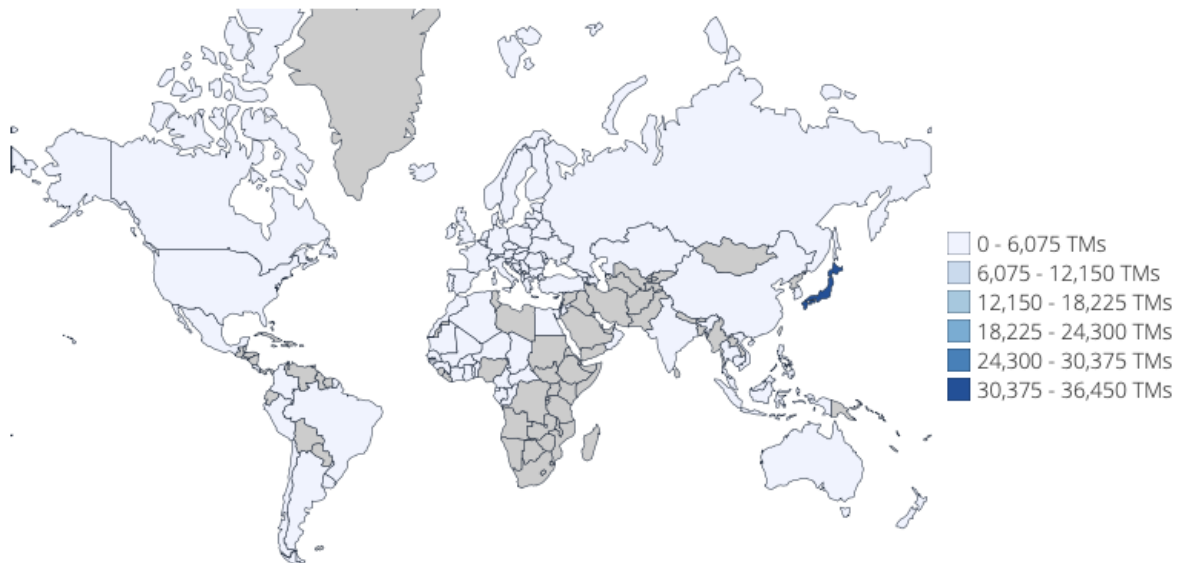 0 - 6,075 TMs
6,075 - 12,150 TMs
12,150 - 18,225 TMs
18,225 - 24,300 TMs
24,300 - 30,375 TMs
30,375 - 36,450 TMs